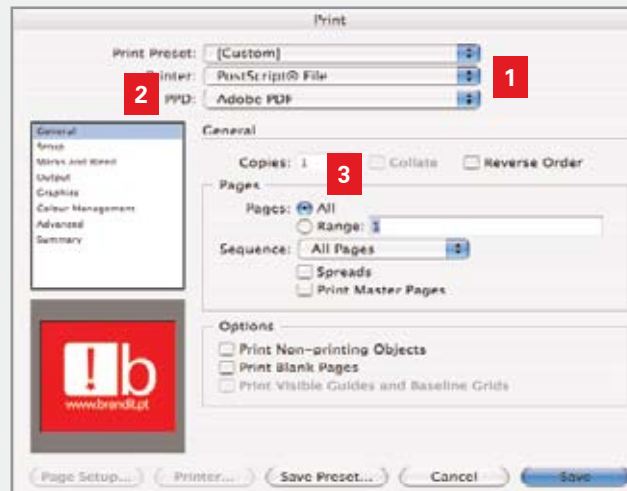 Print
Print Preset: [Custom]
Printer: PostScript® File
1
2
PPD: Adobe PDF
General
Setup
Marks and Bleed
Output
Graphics
Colour Management
Advanced
Summary
General
Copies: 1
3
Collate
Reverse Order
Pages
Pages: All
Range: 1
Sequence: All Pages
Spreads
Print Master Pages
Options
Print Non-printing Objects
Print Blank Pages
Print Visible Guides and Baseline Grids
!b
www.brandit.pt
Page Setup...
Printer...
Save Preset...
Cancel
Save